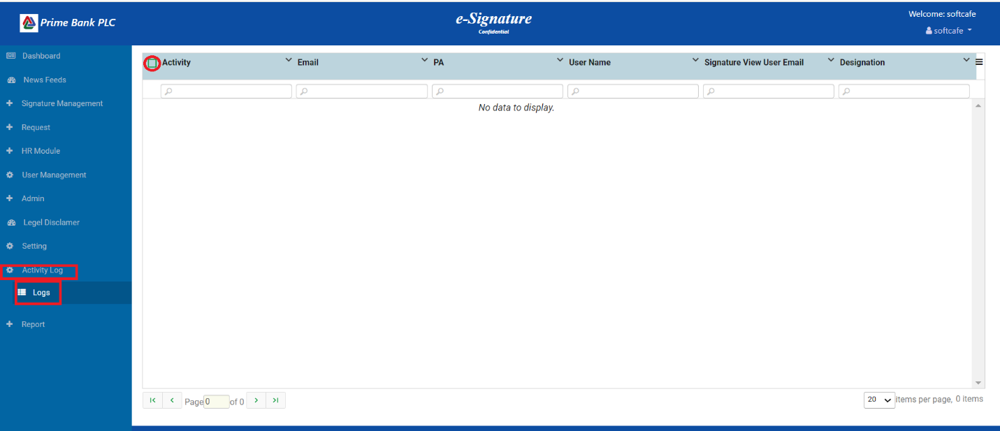 Prime Bank PLC
e-Signature
Confidential
Welcome: softcafe
softcafe
Dashboard
News Feeds
Signature Management
Request
HR Module
User Management
Admin
Legel Disclamer
Setting
Activity Log
Logs
Report
Activity Email PA User Name Signature View User Email Designation
No data to display.
Page 0 of 0
20 items per page, 0 items